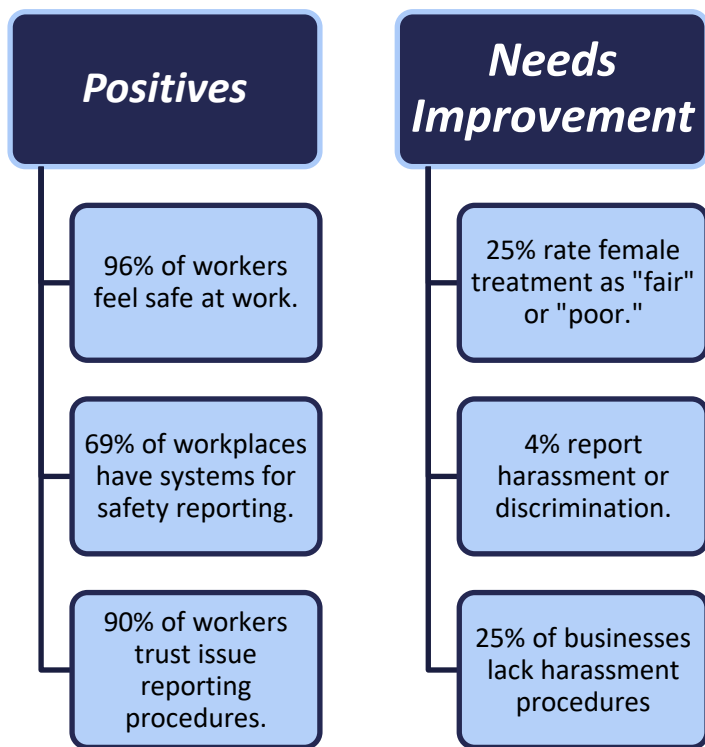 Positives
96% of workers
feel safe at work.
69% of workplaces
have systems for
safety reporting.
90% of workers
trust issue
reporting
procedures.
Needs
Improvement
25% rate female
treatment as "fair"
or "poor."
4% report
harassment or
discrimination.
25% of businesses
lack harassment
procedures